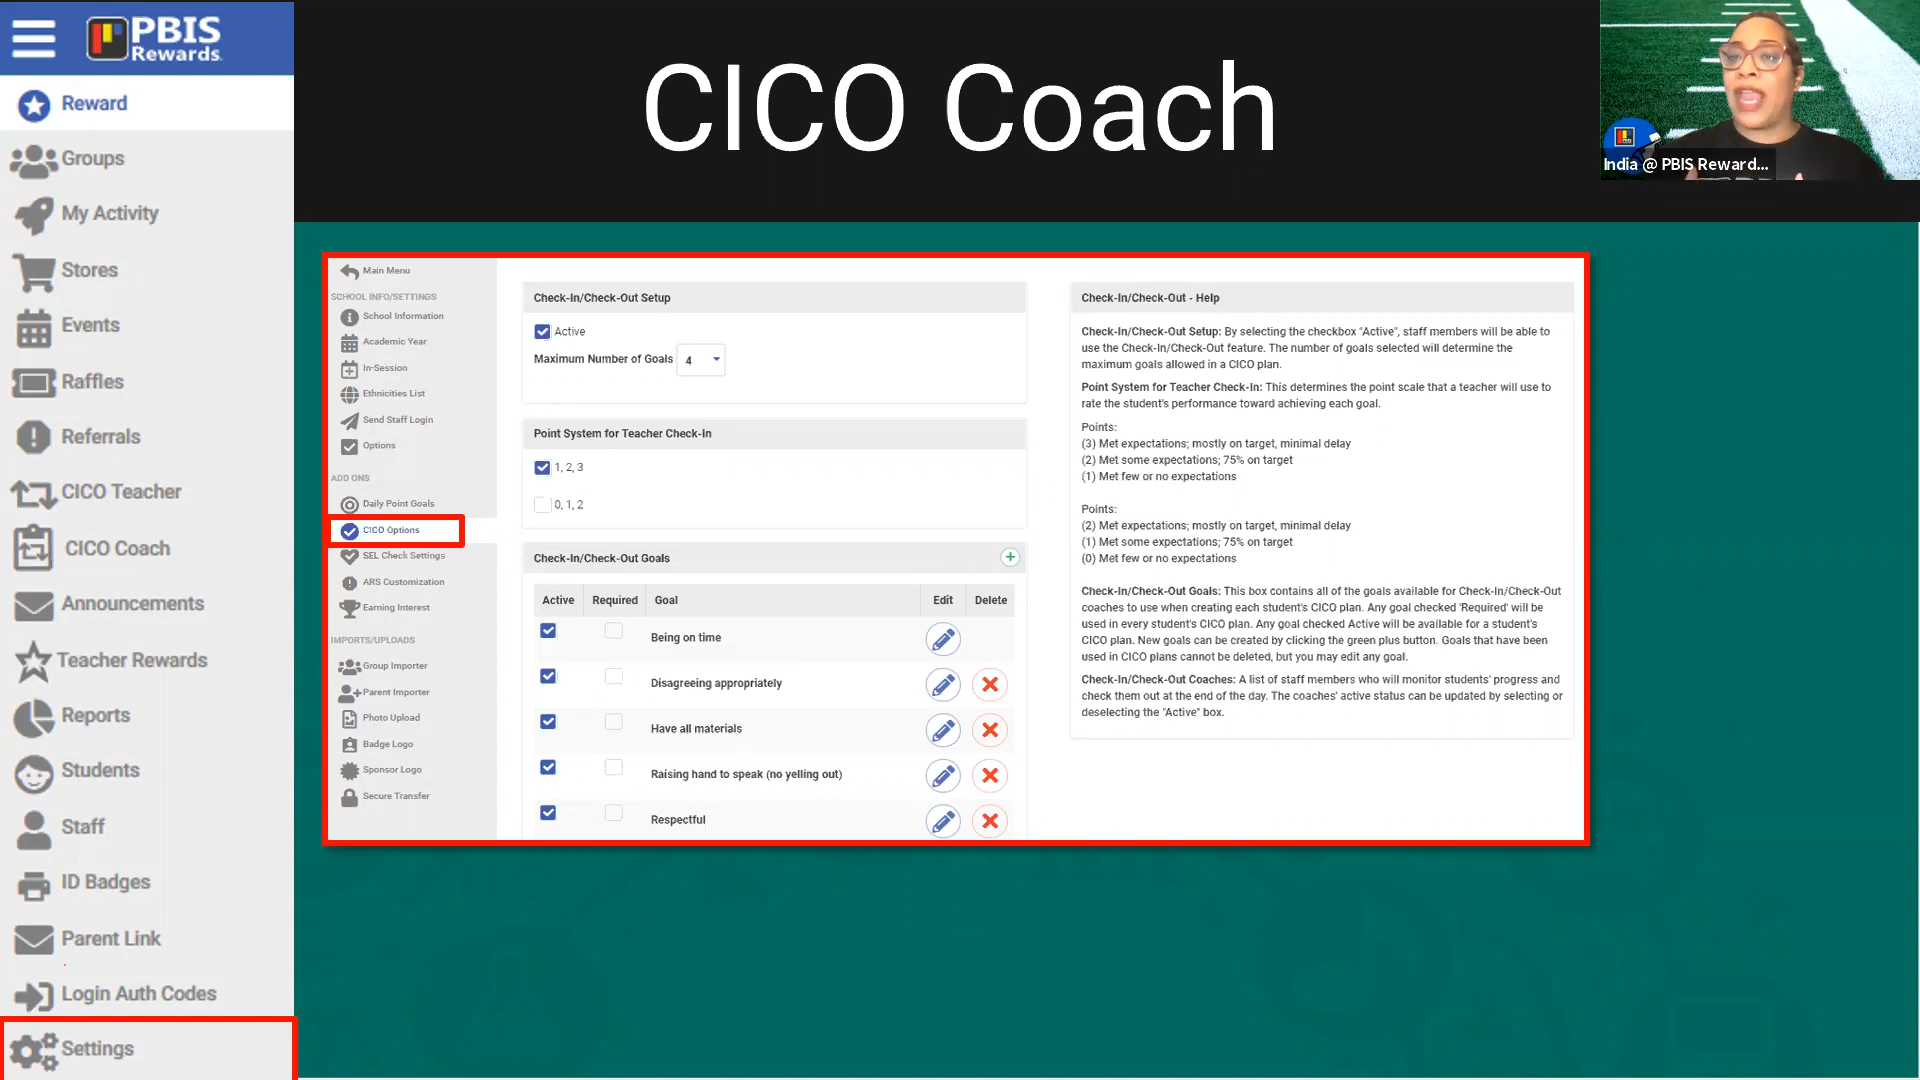 PBIS
Rewards
Reward
Groups
My Activity
Stores
Events
Raffles
Referrals
CICO Teacher
CICO Coach
Announcements
Teacher Rewards
Reports
Students
Staff
ID Badges
Parent Link
Login Auth Codes
Settings
CICO Coach
India @ PBIS Reward...
Main Menu
SCHOOL INFO/SETTINGS
School Information
Academic Year
In-Session
Ethnicities List
Send Staff Login
Options
ADD ONS
Daily Point Goals
CICO Options
SEL Check Settings
ARS Customization
Earning Interest
IMPORTS/UPLOADS
Group Importer
Parent Importer
Photo Upload
Badge Logo
Sponsor Logo
Secure Transfer
Check-In/Check-Out Setup
Active
Maximum Number of Goals 4
Point System for Teacher Check-In
1, 2, 3
0, 1, 2
Check-In/Check-Out Goals
Active Required Goal Edit Delete
Being on time
Disagreeing appropriately
Have all materials
Raising hand to speak (no yelling out)
Respectful
Check-In/Check-Out - Help
Check-In/Check-Out Setup: By selecting the checkbox "Active", staff members will be able to
use the Check-In/Check-Out feature. The number of goals selected will determine the
maximum goals allowed in a CICO plan.
Point System for Teacher Check-In: This determines the point scale that a teacher will use to
rate the student's performance toward achieving each goal.
Points:
(3) Met expectations; mostly on target, minimal delay
(2) Met some expectations; 75% on target
(1) Met few or no expectations
Points:
(2) Met expectations; mostly on target, minimal delay
(1) Met some expectations; 75% on target
(0) Met few or no expectations
Check-In/Check-Out Goals: This box contains all of the goals available for Check-In/Check-Out
coaches to use when creating each student's CICO plan. Any goal checked 'Required' will be
used in every student's CICO plan. Any goal checked Active will be available for a student's
CICO plan. New goals can be created by clicking the green plus button. Goals that have been
used in CICO plans cannot be deleted, but you may edit any goal.
Check-In/Check-Out Coaches: A list of staff members who will monitor students' progress and
check them out at the end of the day. The coaches' active status can be updated by selecting or
deselecting the "Active" box.